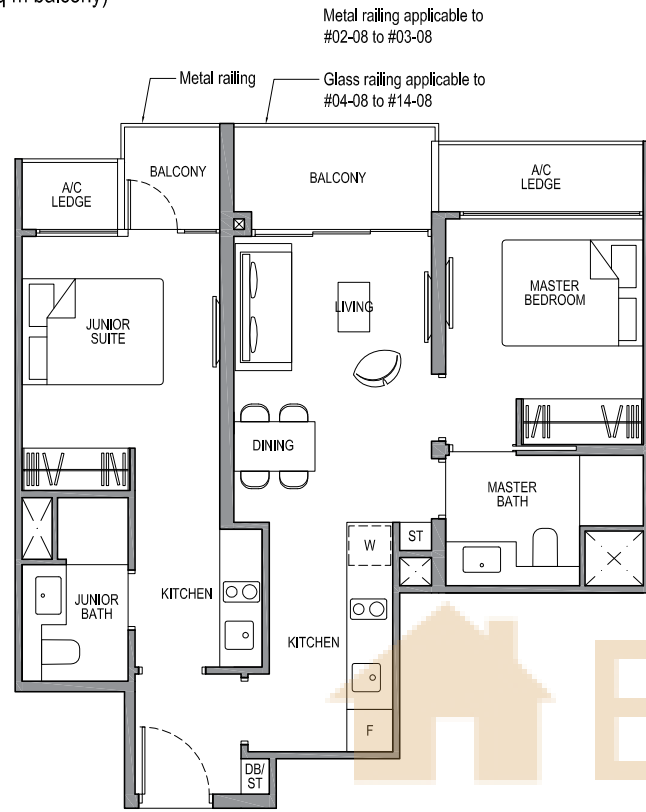 q m balcony)
Metal railing applicable to
#02-08 to #03-08
Metal railing
Glass railing applicable to
#04-08 to #14-08
A/C
LEDGE
BALCONY
BALCONY
A/C
LEDGE
JUNIOR
SUITE
LIVING
MASTER
BEDROOM
DINING
MASTER
BATH
W
ST
JUNIOR
BATH
KITCHEN
KITCHEN
F
DB/
ST
E